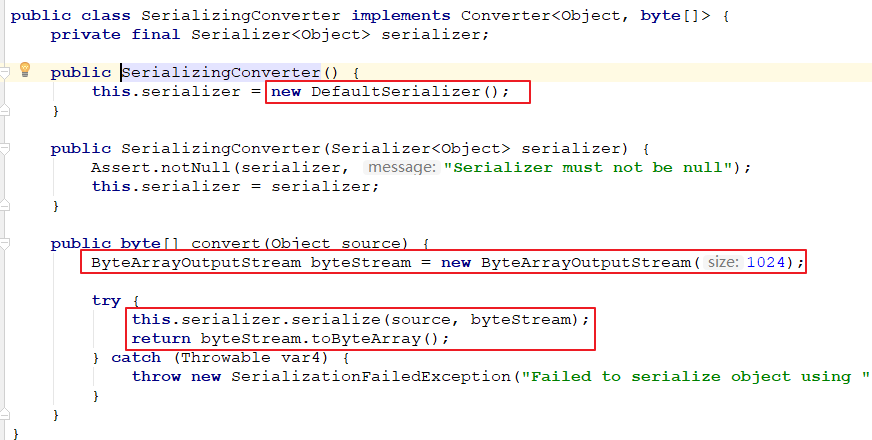 public class SerializingConverter implements Converter<Object, byte[]> {
    private final Serializer<Object> serializer;
    public SerializingConverter() {
        this.serializer = new DefaultSerializer();
    }
    public SerializingConverter(Serializer<Object> serializer) {
        Assert.notNull(serializer, message: "Serializer must not be null");
        this.serializer = serializer;
    }
    public byte[] convert(Object source) {
        ByteArrayOutputStream byteStream = new ByteArrayOutputStream( size: 1024);
        try {
            this.serializer.serialize(source, byteStream);
            return byteStream.toByteArray();
        } catch (Throwable var4) {
            throw new SerializationFailedException("Failed to serialize object using "
        }
    }
}